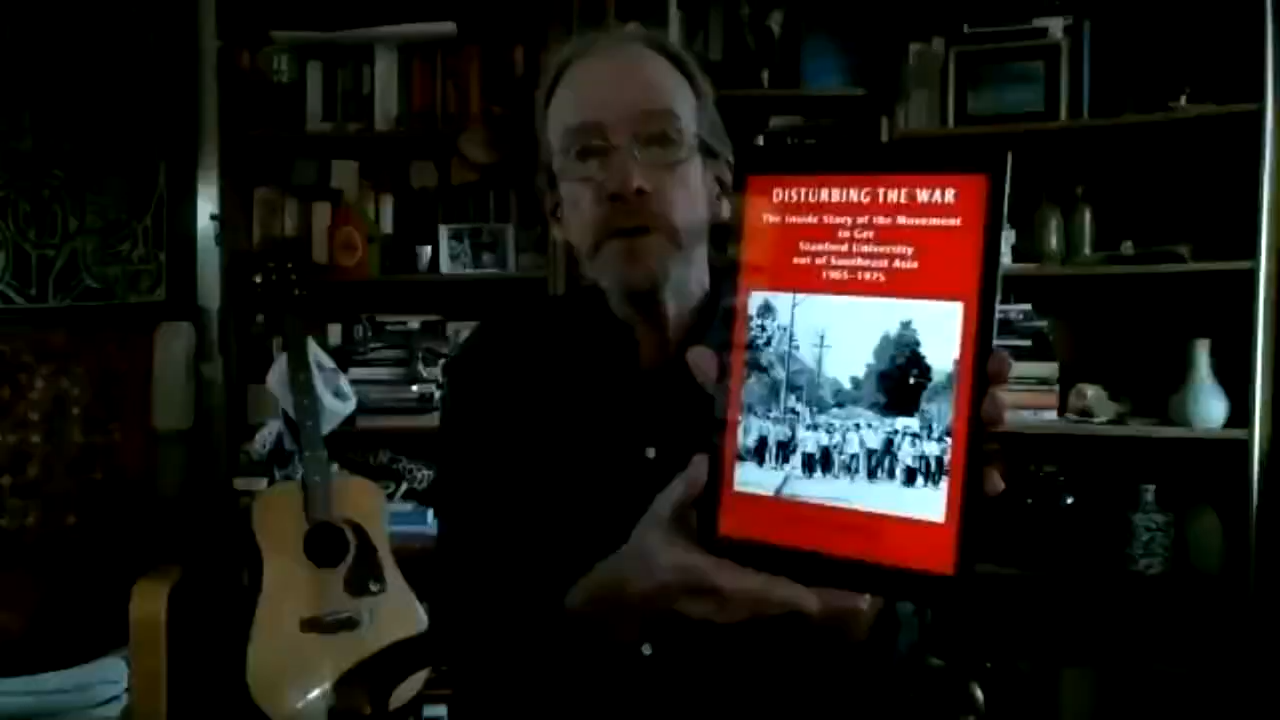 DISTURBING THE WAR
The Inside Story of the Movement
to Get
Stanford University
out of Southeast Asia
1965–1975